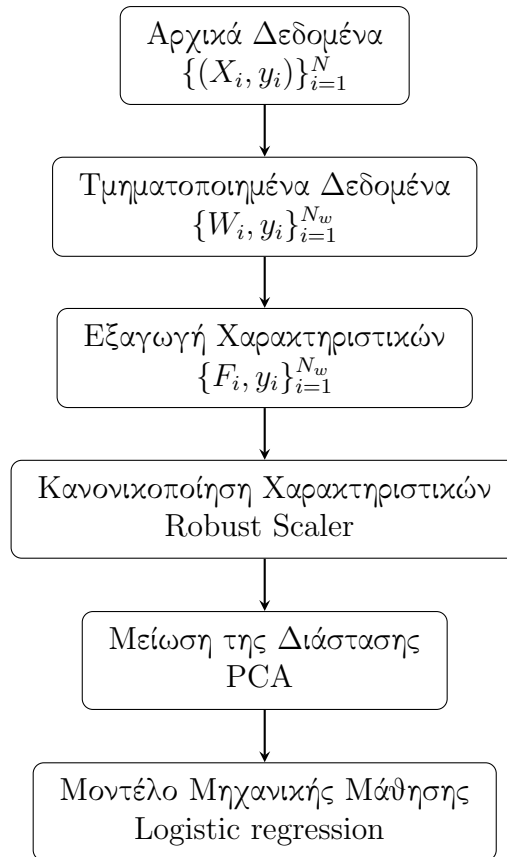 Αρχικά Δεδομένα
$\{(X_i, y_i)\}_{i=1}^{N}$
Τμηματοποιημένα Δεδομένα
$\{W_i, y_i\}_{i=1}^{N_w}$
Εξαγωγή Χαρακτηριστικών
$\{F_i, y_i\}_{i=1}^{N_w}$
Κανονικοποίηση Χαρακτηριστικών
Robust Scaler
Μείωση της Διάστασης
PCA
Μοντέλο Μηχανικής Μάθησης
Logistic regression